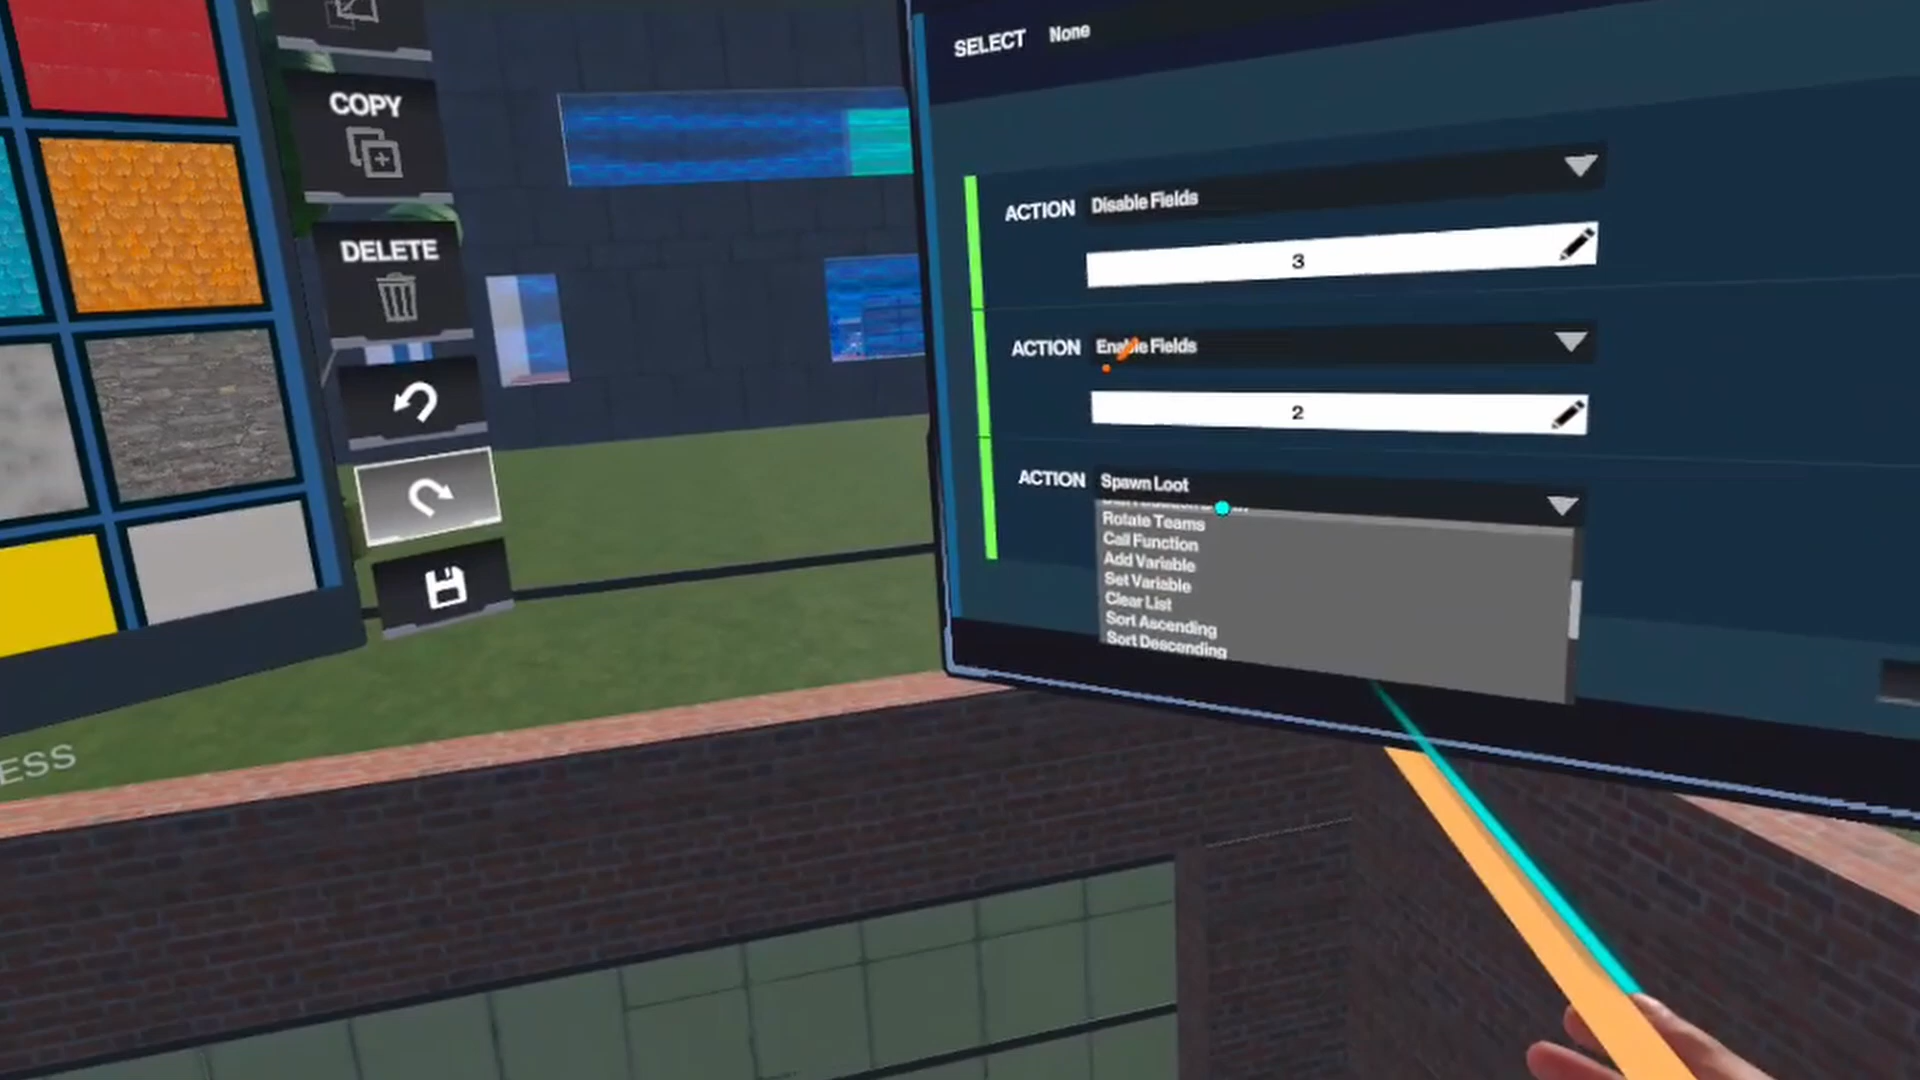 SELECT None
COPY
ACTION Disable Fields
3
DELETE
ACTION Enable Fields
2
ACTION Spawn Loot
Rotate Teams
Call Function
Add Variable
Set Variable
Clear List
Sort Ascending
Sort Descending
ESS